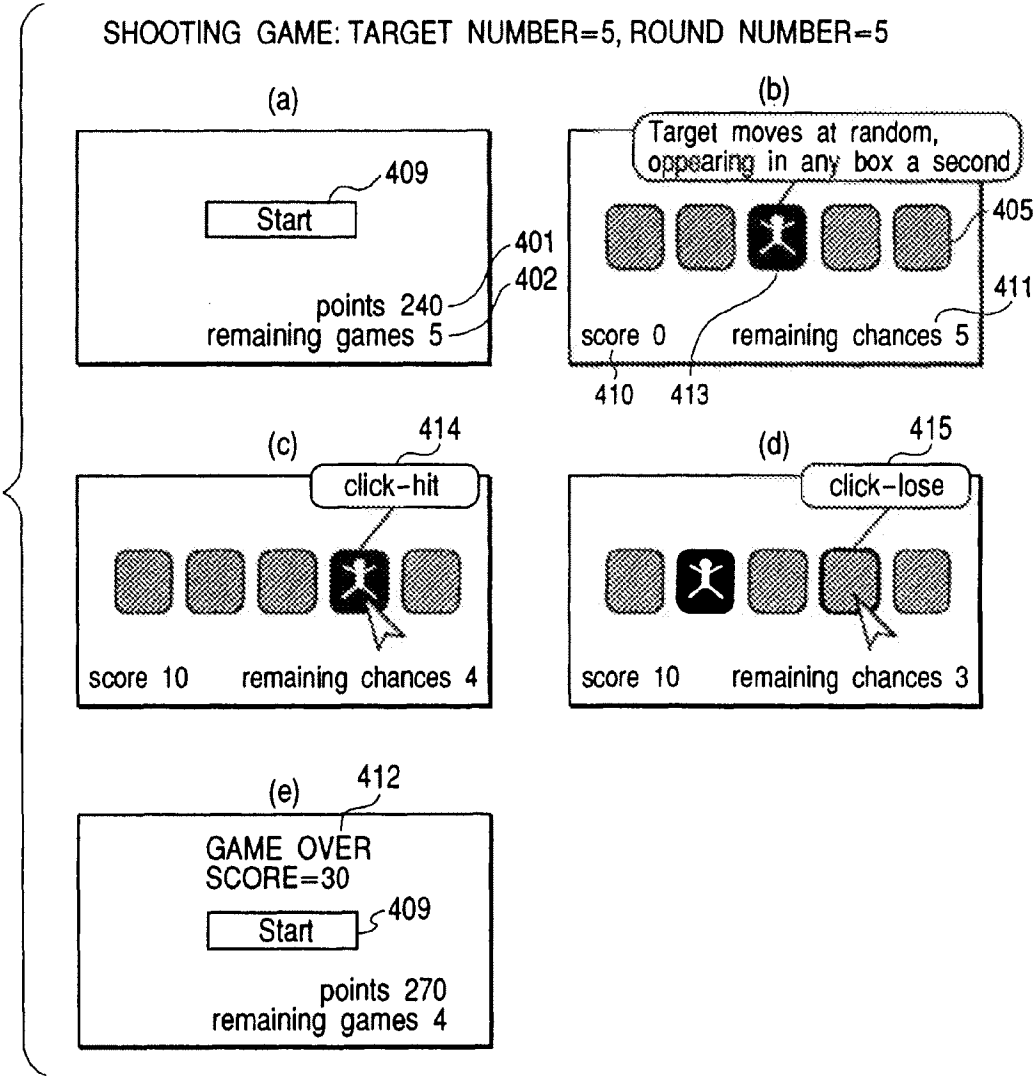 SHOOTING GAME: TARGET NUMBER=5, ROUND NUMBER=5
(a)
409
Start
401
402
points 240
remaining games 5
(b)
Target moves at random,
appearing in any box a second
405
411
score 0 remaining chances 5
410
413
(c)
414
click-hit
score 10 remaining chances 4
(d)
415
click-lose
score 10 remaining chances 3
(e)
412
GAME OVER
SCORE=30
409
Start
points 270
remaining games 4